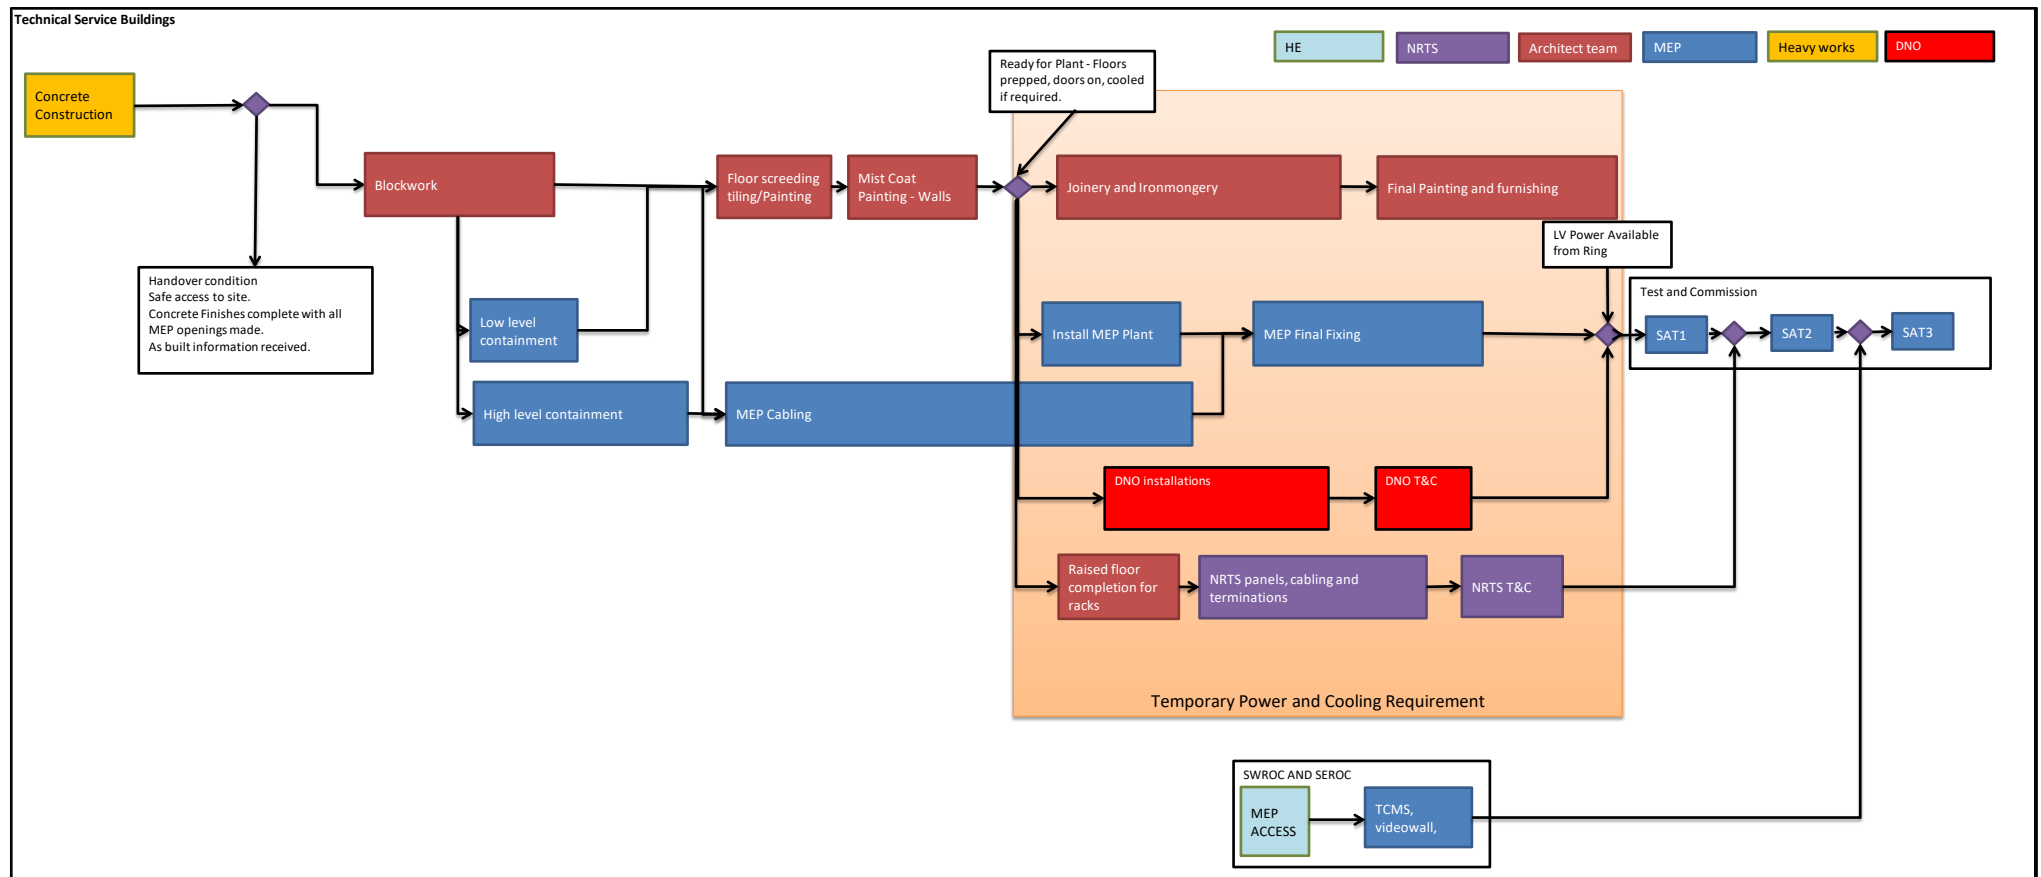 Technical Service Buildings
HE
NRTS
Architect team
MEP
Heavy works
DNO
Ready for Plant - Floors
prepped, doors on, cooled
if required.
Concrete
Construction
Blockwork
Floor screeding
tiling/Painting
Mist Coat
Painting - Walls
Joinery and Ironmongery
Final Painting and furnishing
LV Power Available
from Ring
Handover condition
Safe access to site.
Concrete Finishes complete with all
MEP openings made.
As built information received.
Low level
containment
Install MEP Plant
MEP Final Fixing
Test and Commission
SAT1
SAT2
SAT3
High level containment
MEP Cabling
DNO installations
DNO T&C
Raised floor
completion for
racks
NRTS panels, cabling and
terminations
NRTS T&C
Temporary Power and Cooling Requirement
SWROC AND SEROC
MEP
ACCESS
TCMS,
videowall,